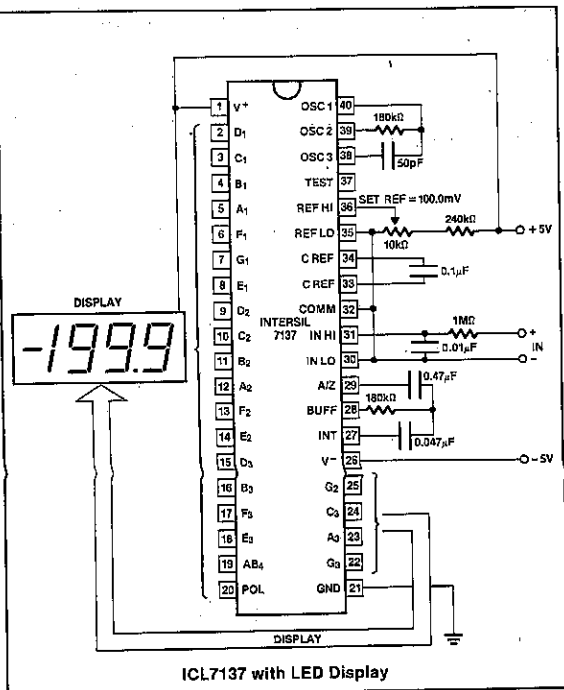 1 V+
2 D1
3 C1
4 B1
5 A1
6 F1
7 G1
8 E1
9 D2
10 C2
11 B2
12 A2
13 F2
14 E2
15 D3
16 B3
17 F3
18 E3
19 AB4
20 POL
INTERSIL
7137
OSC 1 40
OSC 2 39
OSC 3 38
TEST 37
REF HI 36
REF LO 35
C REF 34
C REF 33
COMM 32
IN HI 31
IN LO 30
A/Z 29
BUFF 28
INT 27
V− 26
G2 25
C3 24
A3 23
G3 22
GND 21
180kΩ
50pF
SET REF = 100.0mV
10kΩ
240kΩ
+5V
0.1μF
1MΩ
+
IN
0.01μF
−
0.47μF
180kΩ
0.047μF
−5V
DISPLAY
-199.9
DISPLAY
ICL7137 with LED Display